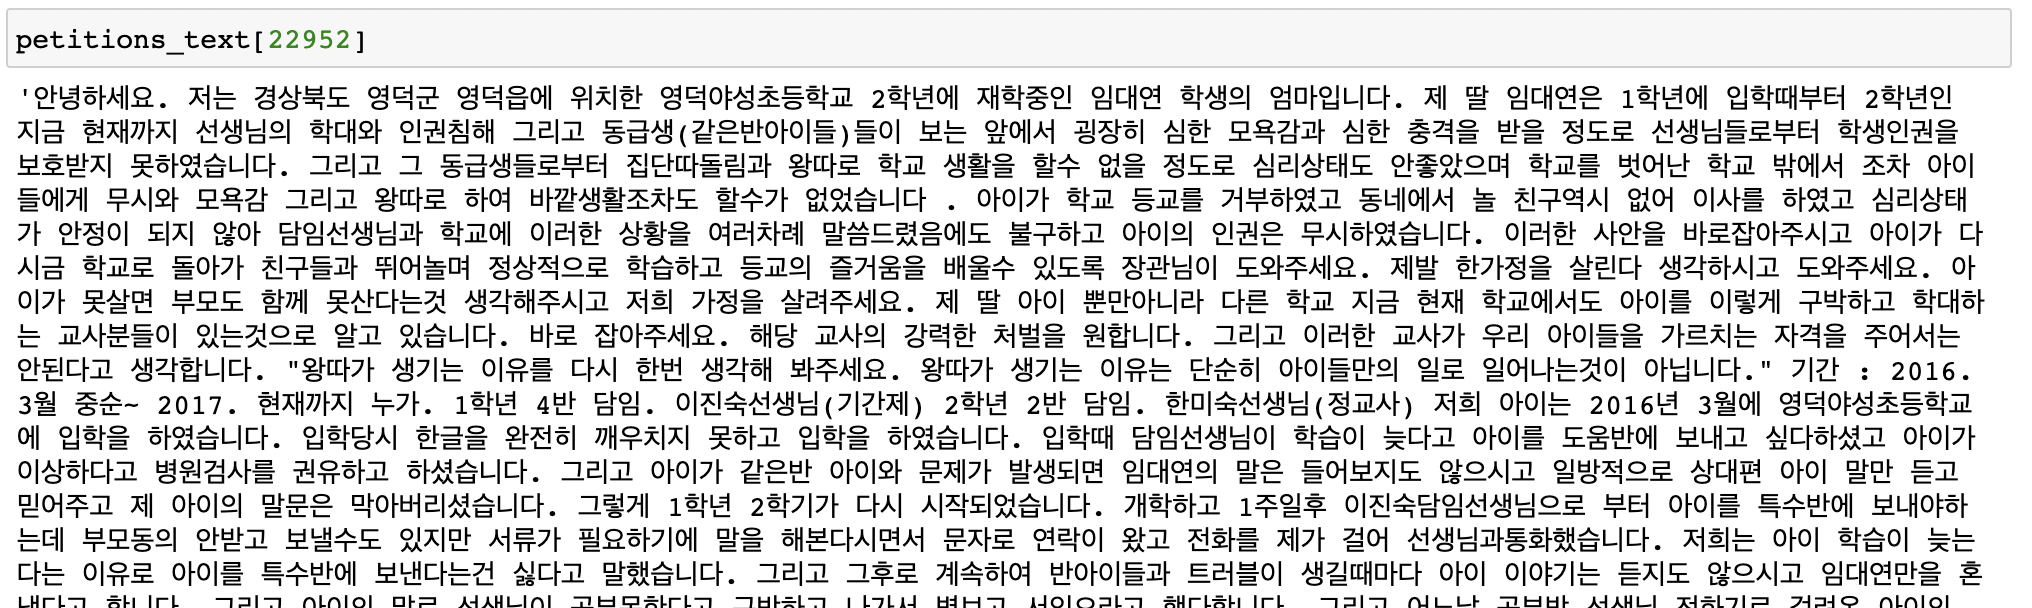 petitions_text[22952]
'안녕하세요. 저는 경상북도 영덕군 영덕읍에 위치한 영덕야성초등학교 2학년에 재학중인 임대연 학생의 엄마입니다. 제 딸 임대연은 1학년에 입학때부터 2학년인
지금 현재까지 선생님의 학대와 인권침해 그리고 동급생(같은반아이들)들이 보는 앞에서 굉장히 심한 모욕감과 심한 충격을 받을 정도로 선생님들로부터 학생인권을
보호받지 못하였습니다. 그리고 그 동급생들로부터 집단따돌림과 왕따로 학교 생활을 할수 없을 정도로 심리상태도 안좋았으며 학교를 벗어난 학교 밖에서 조차 아이
들에게 무시와 모욕감 그리고 왕따로 하여 바깥생활조차도 할수가 없었습니다 . 아이가 학교 등교를 거부하였고 동네에서 놀 친구역시 없어 이사를 하였고 심리상태
가 안정이 되지 않아 담임선생님과 학교에 이러한 상황을 여러차례 말씀드렸음에도 불구하고 아이의 인권은 무시하였습니다. 이러한 사안을 바로잡아주시고 아이가 다
시금 학교로 돌아가 친구들과 뛰어놀며 정상적으로 학습하고 등교의 즐거움을 배울수 있도록 장관님이 도와주세요. 제발 한가정을 살린다 생각하시고 도와주세요. 아
이가 못살면 부모도 함께 못산다는것 생각해주시고 저희 가정을 살려주세요. 제 딸 아이 뿐만아니라 다른 학교 지금 현재 학교에서도 아이를 이렇게 구박하고 학대하
는 교사분들이 있는것으로 알고 있습니다. 바로 잡아주세요. 해당 교사의 강력한 처벌을 원합니다. 그리고 이러한 교사가 우리 아이들을 가르치는 자격을 주어서는
안된다고 생각합니다. "왕따가 생기는 이유를 다시 한번 생각해 봐주세요. 왕따가 생기는 이유는 단순히 아이들만의 일로 일어나는것이 아닙니다." 기간 : 2016.
3월 중순~ 2017. 현재까지 누가. 1학년 4반 담임. 이진숙선생님(기간제) 2학년 2반 담임. 한미숙선생님(정교사) 저희 아이는 2016년 3월에 영덕야성초등학교
에 입학을 하였습니다. 입학당시 한글을 완전히 깨우치지 못하고 입학을 하였습니다. 입학때 담임선생님이 학습이 늦다고 아이를 도움반에 보내고 싶다하셨고 아이가
이상하다고 병원검사를 권유하고 하셨습니다. 그리고 아이가 같은반 아이와 문제가 발생되면 임대연의 말은 들어보지도 않으시고 일방적으로 상대편 아이 말만 듣고
믿어주고 제 아이의 말문은 막아버리셨습니다. 그렇게 1학년 2학기가 다시 시작되었습니다. 개학하고 1주일후 이진숙담임선생님으로 부터 아이를 특수반에 보내야하
는데 부모동의 안받고 보낼수도 있지만 서류가 필요하기에 말을 해본다시면서 문자로 연락이 왔고 전화를 제가 걸어 선생님과통화했습니다. 저희는 아이 학습이 늦는
다는 이유로 아이를 특수반에 보낸다는건 싫다고 말했습니다. 그리고 그후로 계속하여 반아이들과 트러블이 생길때마다 아이 이야기는 듣지도 않으시고 임대연만을 혼